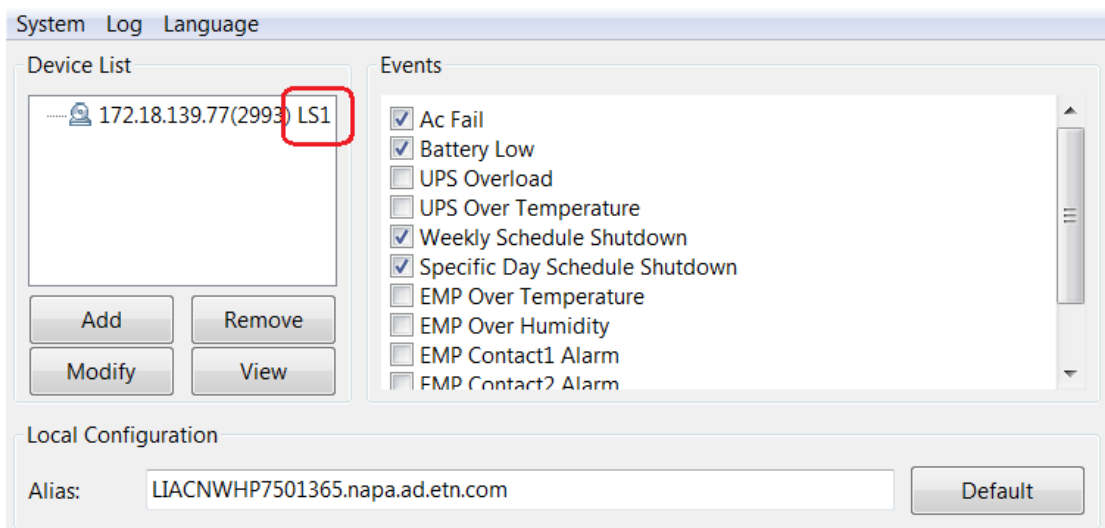 System Log Language
Device List
172.18.139.77(2993) LS1
Add Remove
Modify View
Events
Ac Fail
Battery Low
UPS Overload
UPS Over Temperature
Weekly Schedule Shutdown
Specific Day Schedule Shutdown
EMP Over Temperature
EMP Over Humidity
EMP Contact1 Alarm
EMP Contact2 Alarm
Local Configuration
Alias: LIACNWHP7501365.napa.ad.etn.com Default